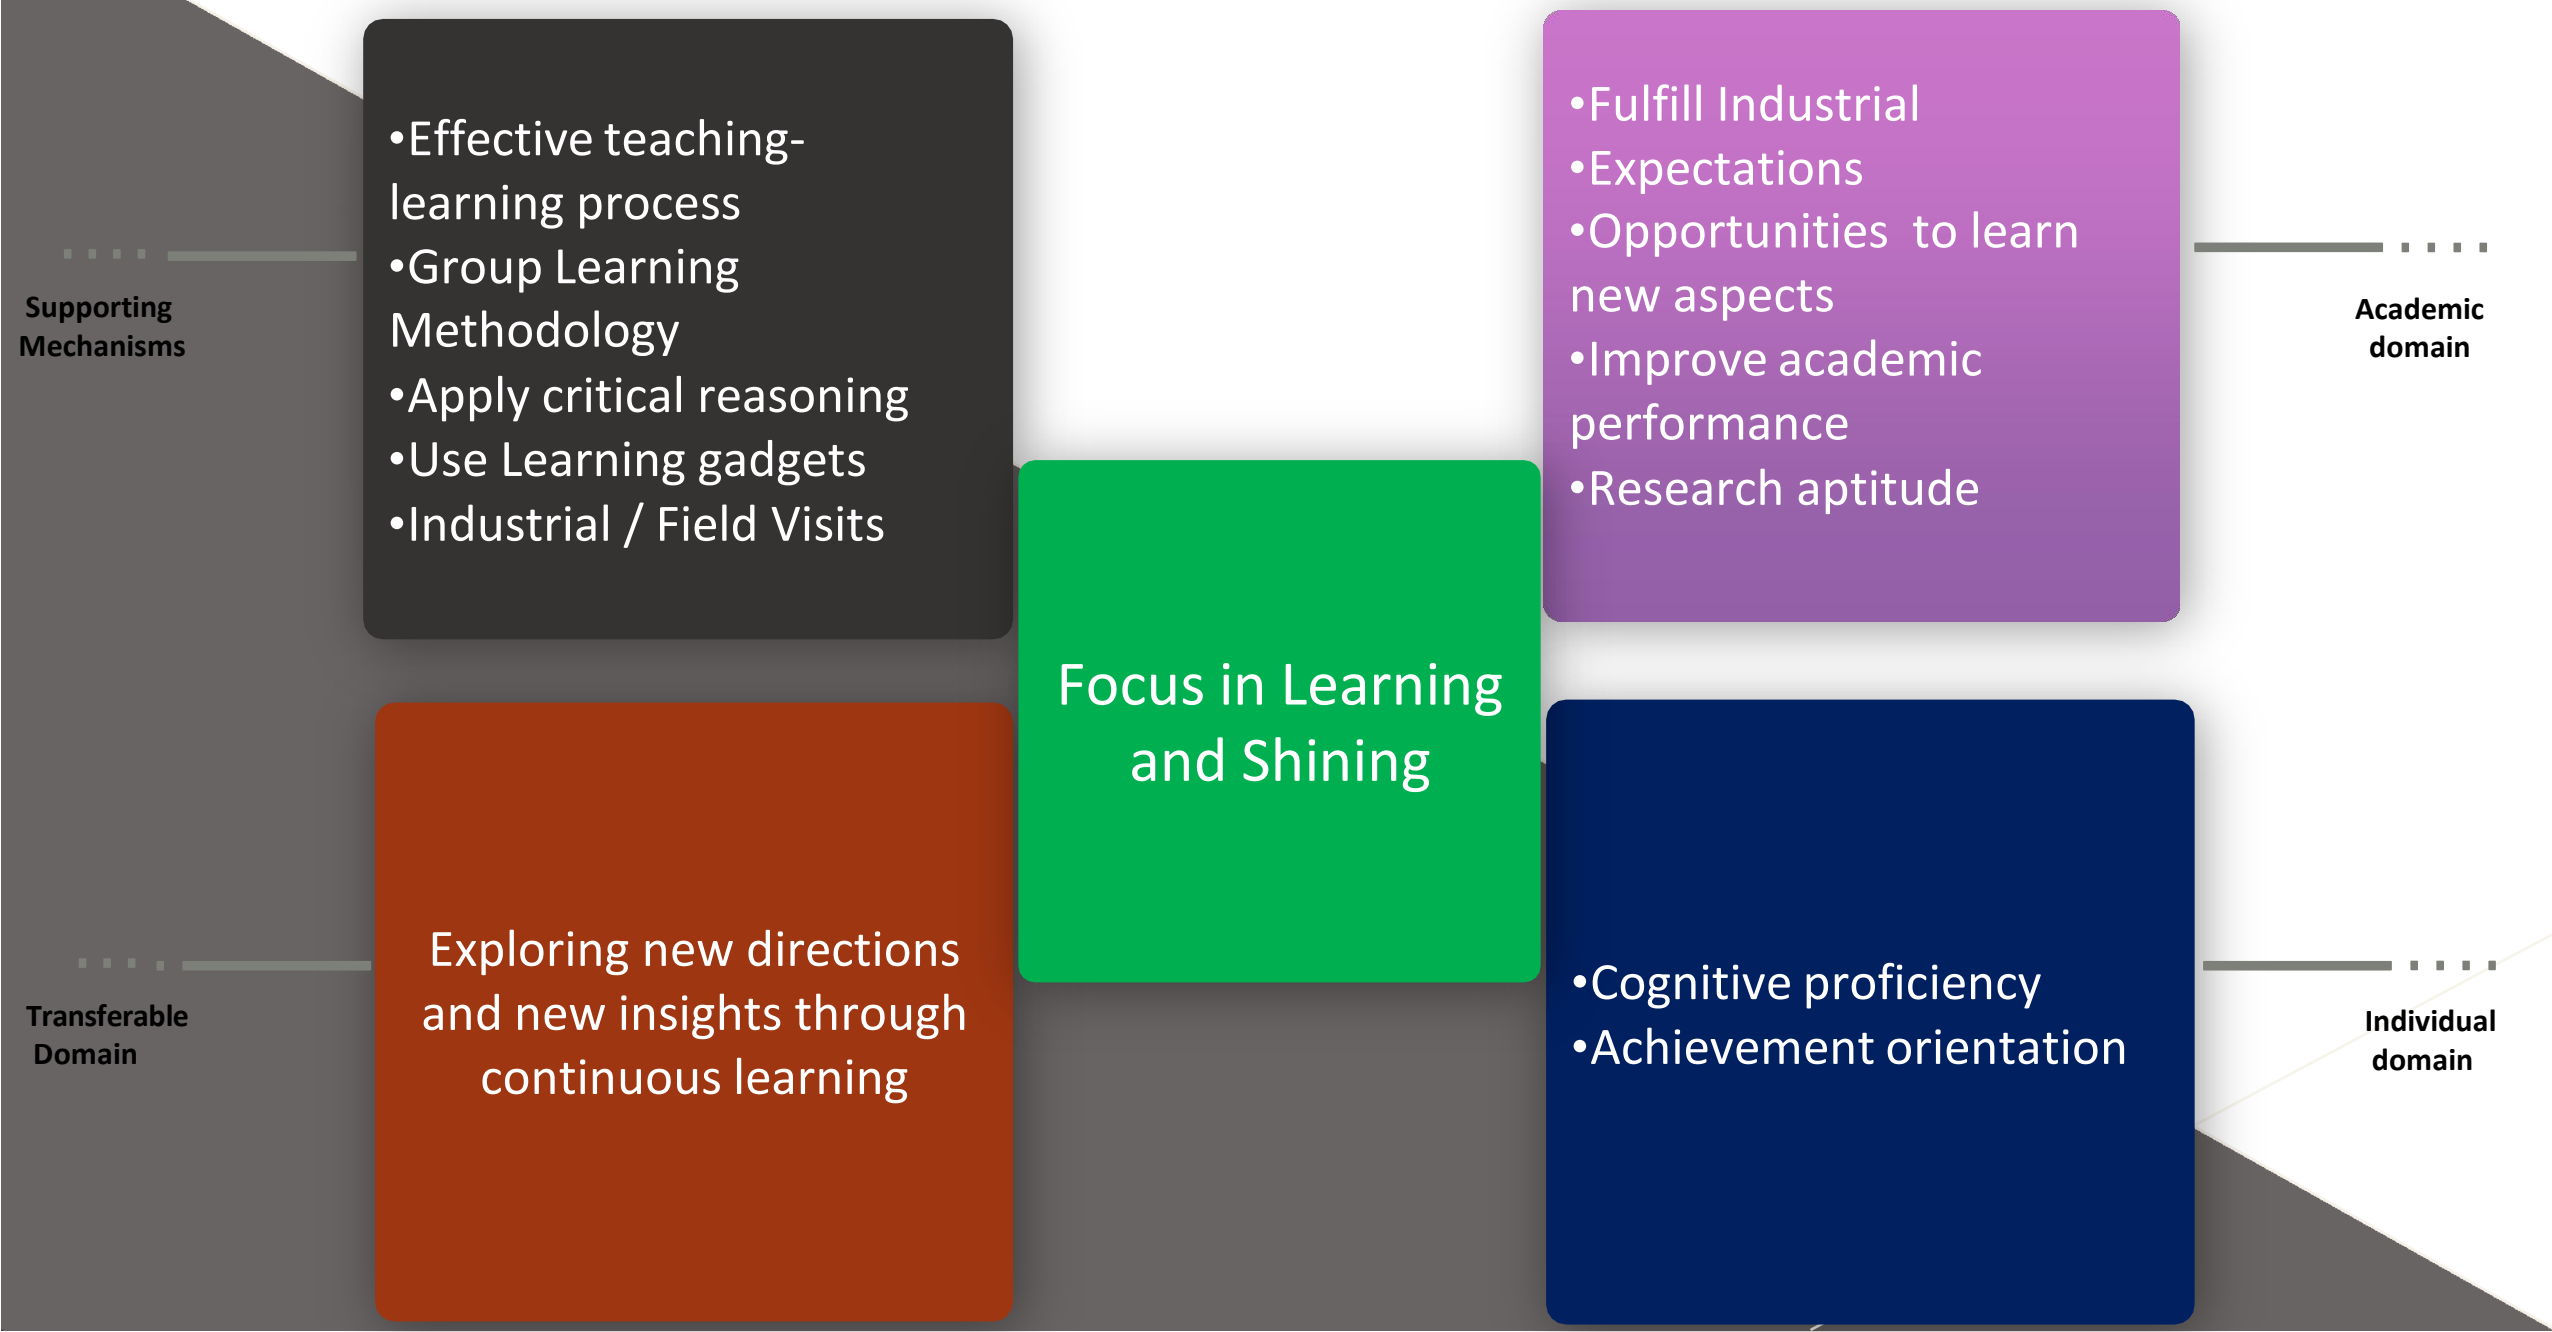 •Effective teaching-
learning process
•Group Learning
Methodology
•Apply critical reasoning
•Use Learning gadgets
•Industrial / Field Visits
Supporting
Mechanisms
•Fulfill Industrial
•Expectations
•Opportunities  to learn
new aspects
•Improve academic
performance
•Research aptitude
Academic
domain
Focus in Learning
and Shining
Exploring new directions
and new insights through
continuous learning
Transferable
Domain
•Cognitive proficiency
•Achievement orientation
Individual
domain